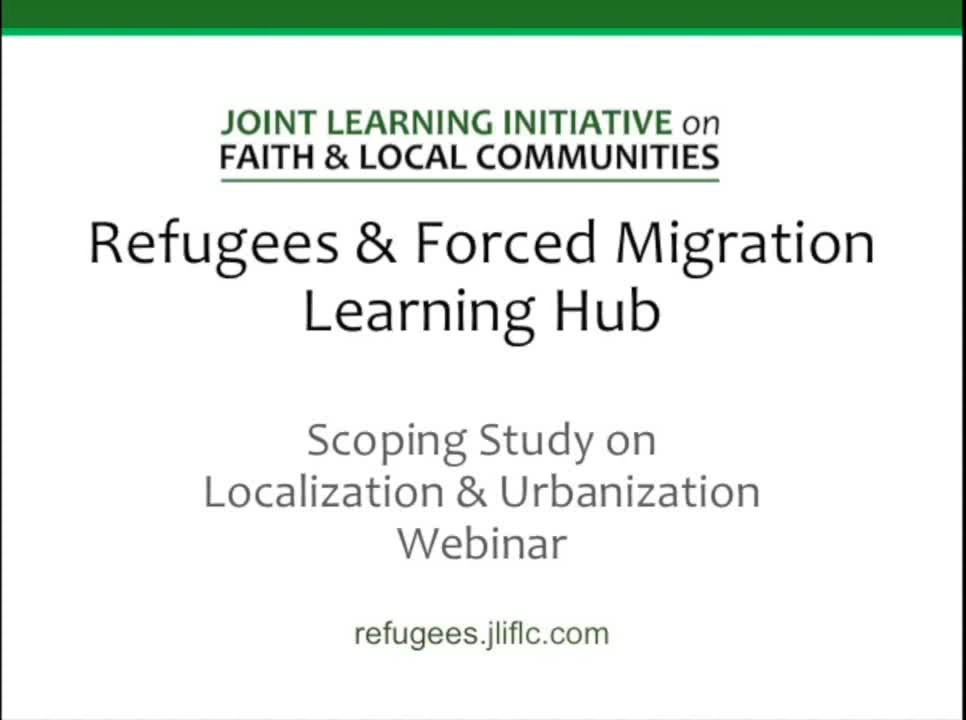 JOINT LEARNING INITIATIVE on
FAITH & LOCAL COMMUNITIES
Refugees & Forced Migration
Learning Hub
Scoping Study on
Localization & Urbanization
Webinar
refugees.jliflc.com